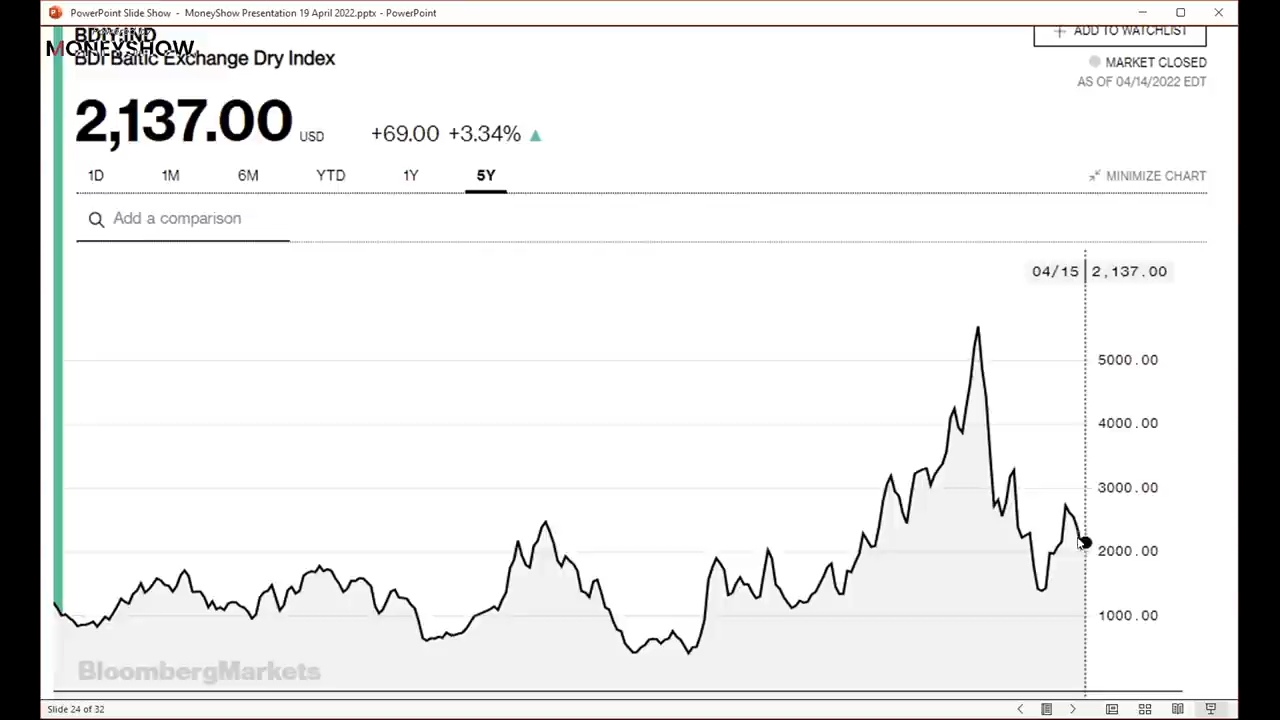 PowerPoint Slide Show - MoneyShow Presentation 19 April 2022.pptx - PowerPoint
BDIY:IND
MONEYSHOW
BDI Baltic Exchange Dry Index
ADD TO WATCHLIST
MARKET CLOSED
AS OF 04/14/2022 EDT
2,137.00 USD +69.00 +3.34%
1D 1M 6M YTD 1Y 5Y
MINIMIZE CHART
Add a comparison
04/15 2,137.00
5000.00
4000.00
3000.00
2000.00
1000.00
BloombergMarkets
Slide 24 of 32